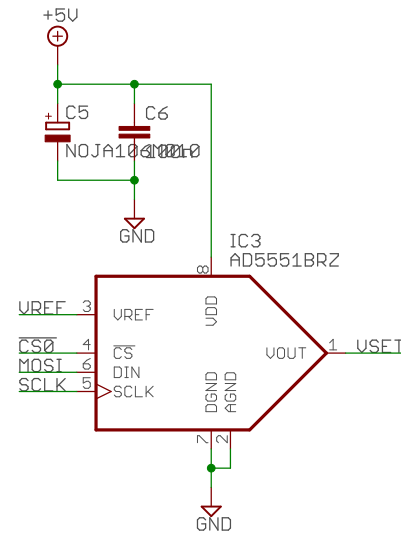 +5V
+
C5
C6
GND
IC3
AD5551BRZ
8
VREF
3
VREF
VDD
CS0
4
CS
VOUT
1
VSET
MOSI
6
DIN
SCLK
5
SCLK
DGND
AGND
7
2
GND